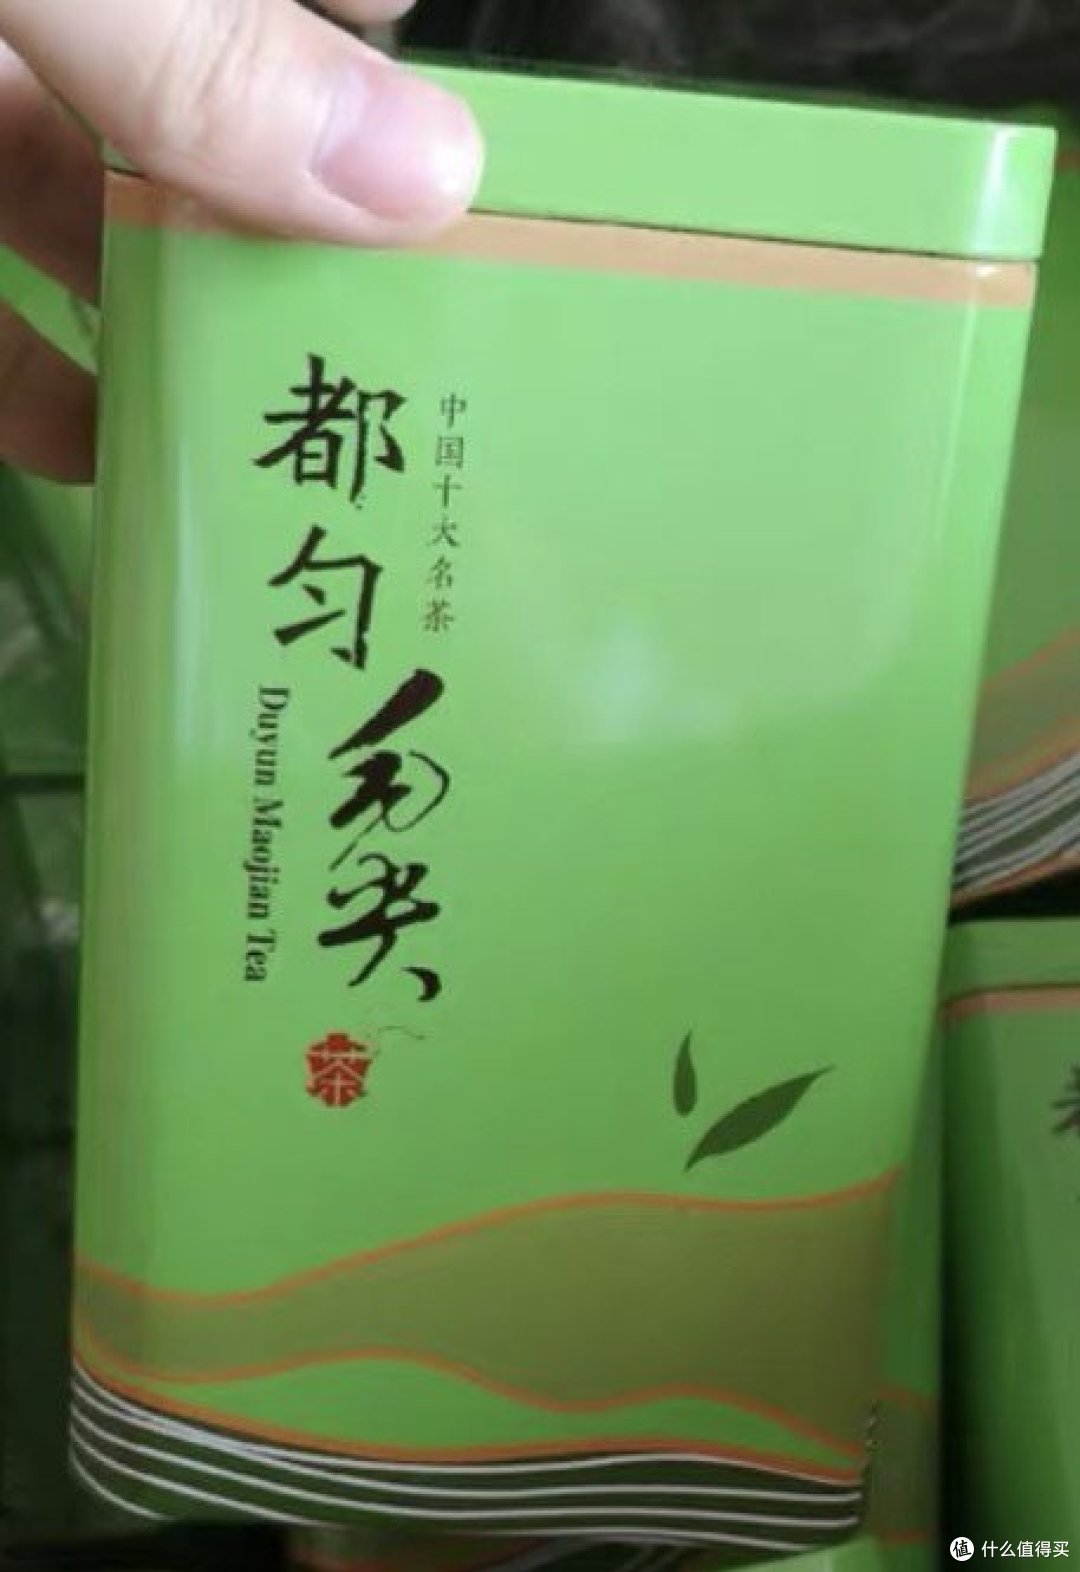 中国十大名茶
都匀毛尖
Duyun Maojian Tea
茶
值 什么值得买